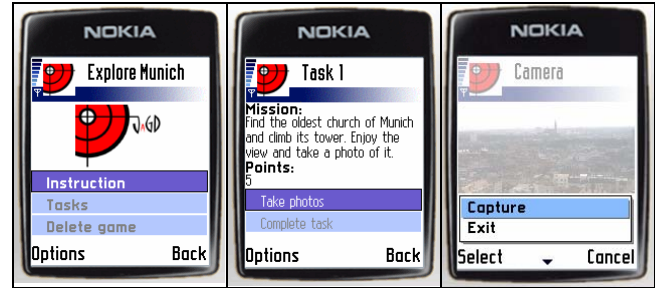 NOKIA
Explore Munich
JAGD
Instruction
Tasks
Delete game
Options Back
NOKIA
Task 1
Mission:
Find the oldest church of Munich
and climb its tower. Enjoy the
view and take a photo of it.
Points:
5
Take photos
Complete task
Options Back
NOKIA
Camera
Capture
Exit
Select Cancel